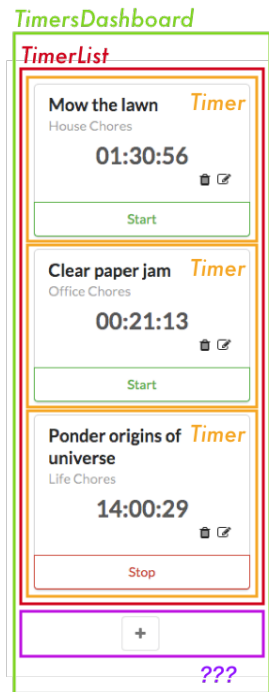 TimersDashboard
TimerList
Mow the lawn
Timer
House Chores
01:30:56
Start
Clear paper jam
Timer
Office Chores
00:21:13
Start
Ponder origins of
Timer
universe
Life Chores
14:00:29
Stop
+
???